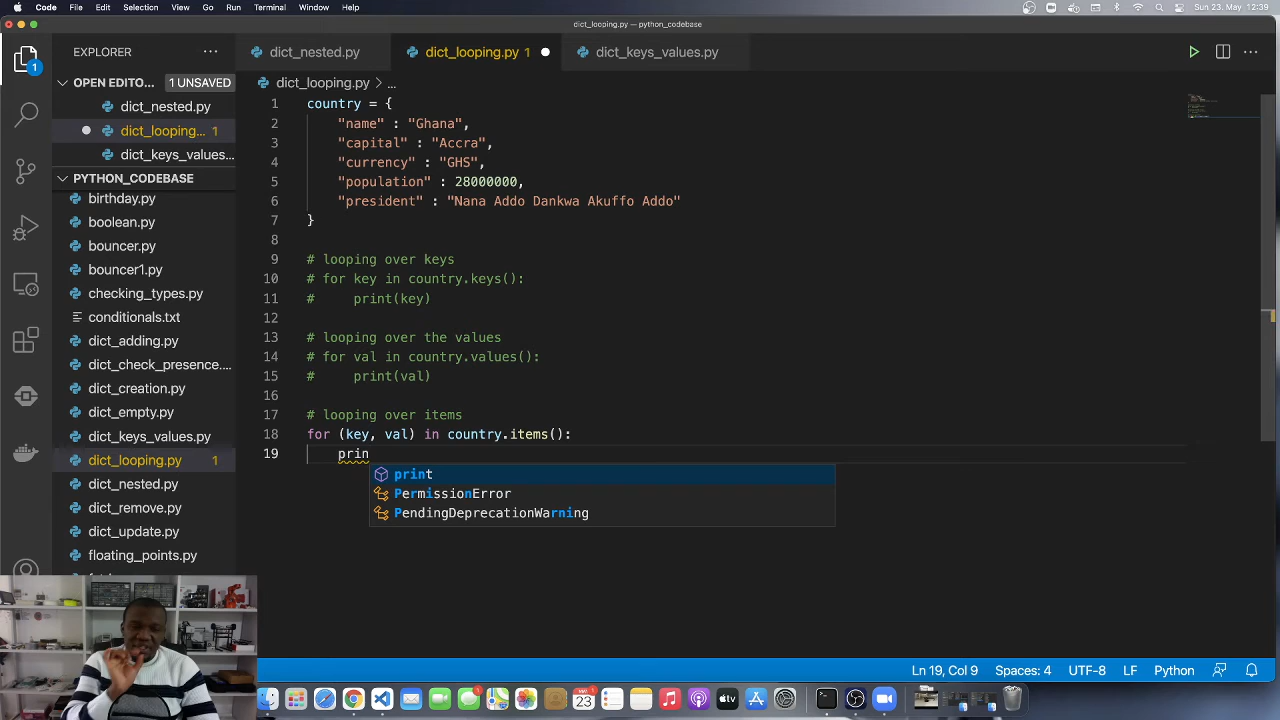 Code File Edit Selection View Go Run Terminal Window Help Sun 23. May 12:39
dict_looping.py — python_codebase
EXPLORER
dict_nested.py dict_looping.py 1 dict_keys_values.py
OPEN EDITO... 1 UNSAVED
dict_nested.py
dict_looping... 1
dict_keys_values...
PYTHON_CODEBASE
birthday.py
boolean.py
bouncer.py
bouncer1.py
checking_types.py
conditionals.txt
dict_adding.py
dict_check_presence....
dict_creation.py
dict_empty.py
dict_keys_values.py
dict_looping.py 1
dict_nested.py
dict_remove.py
dict_update.py
floating_points.py
1
dict_looping.py > ...
1 country = {
2 "name" : "Ghana",
3 "capital" : "Accra",
4 "currency" : "GHS",
5 "population" : 28000000,
6 "president" : "Nana Addo Dankwa Akuffo Addo"
7 }
8
9 # looping over keys
10 # for key in country.keys():
11 # print(key)
12
13 # looping over the values
14 # for val in country.values():
15 # print(val)
16
17 # looping over items
18 for (key, val) in country.items():
19 prin
print
PermissionError
PendingDeprecationWarning
Ln 19, Col 9 Spaces: 4 UTF-8 LF Python